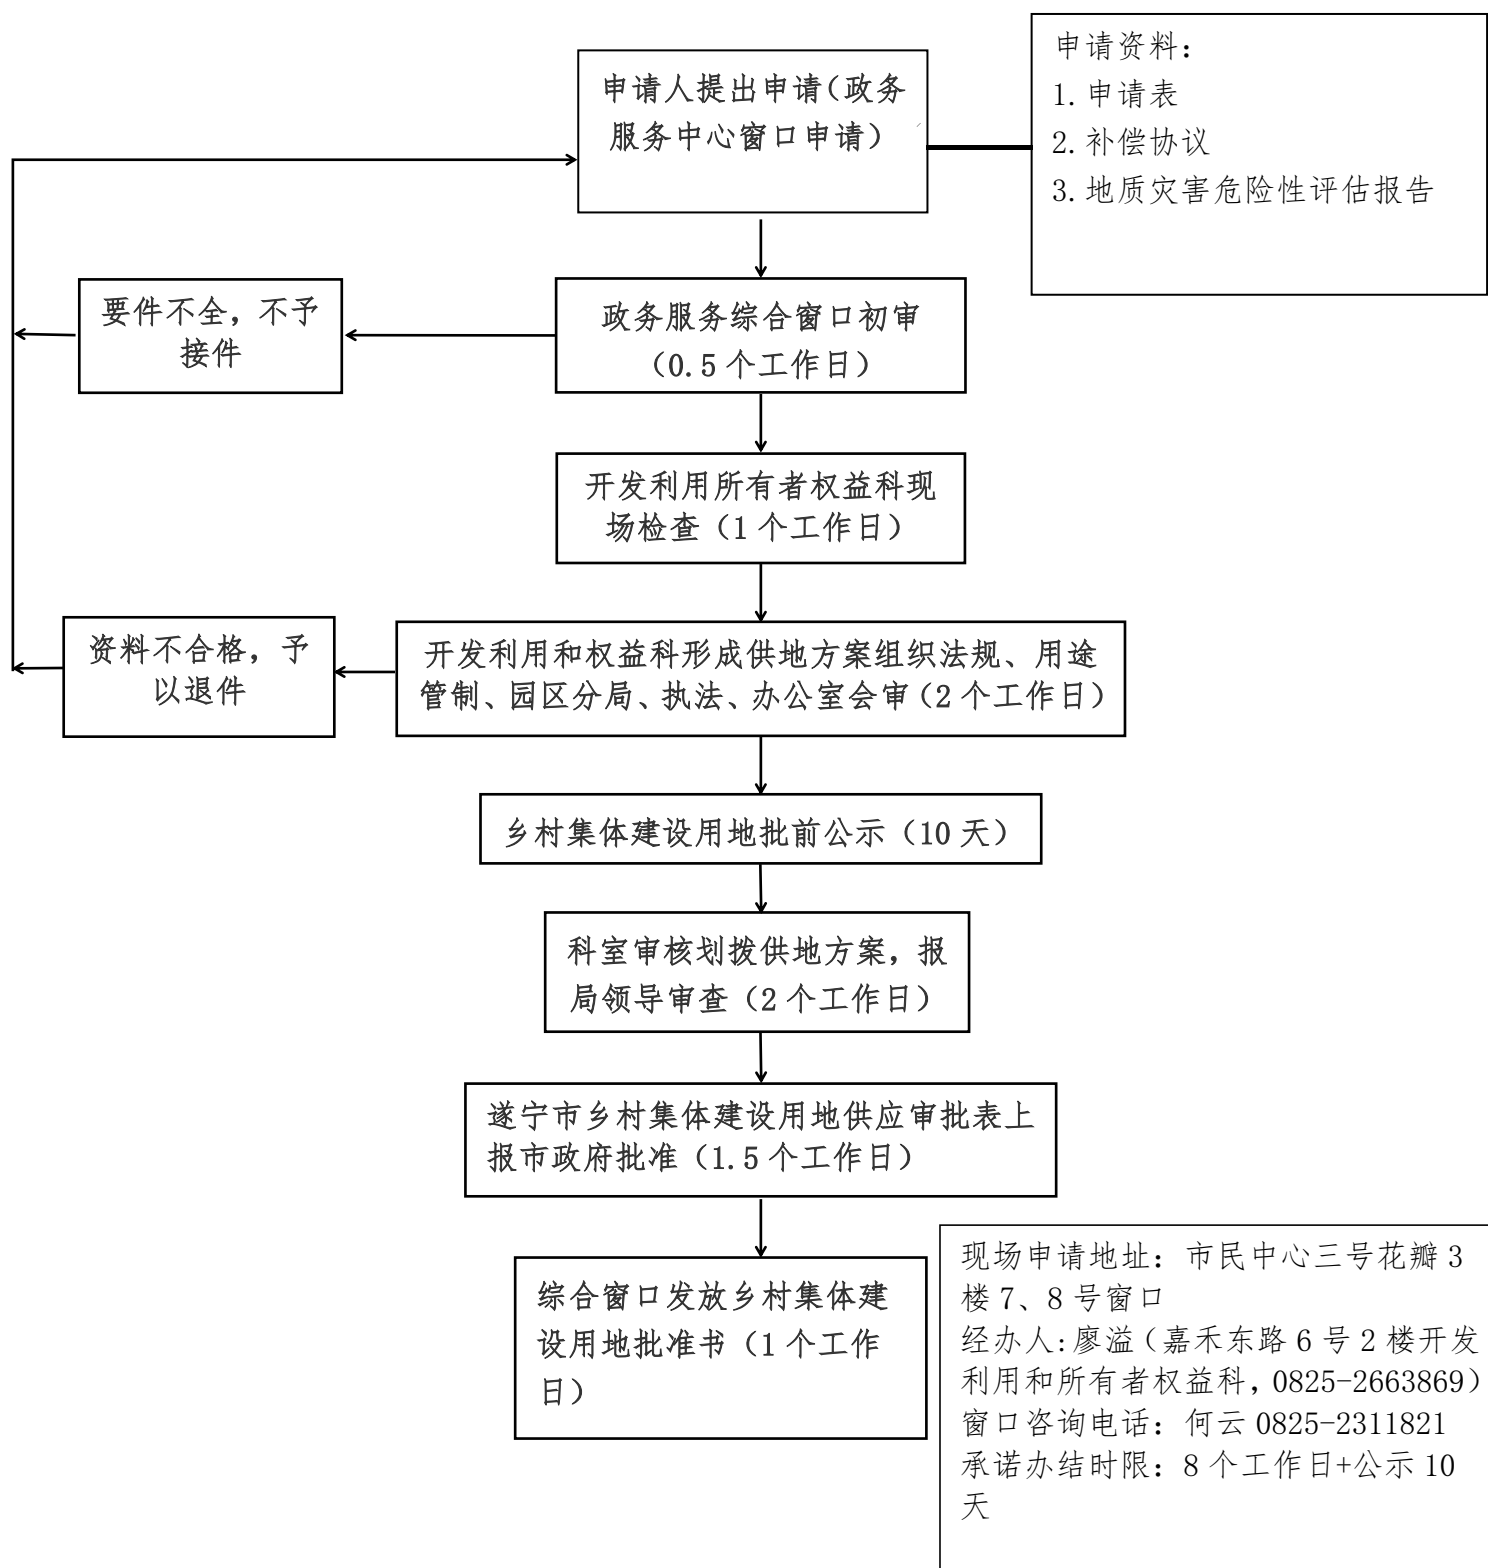 申请人提出申请（政务
服务中心窗口申请）
申请资料：
1.申请表
2.补偿协议
3.地质灾害危险性评估报告
要件不全，不予
接件
政务服务综合窗口初审
（0.5 个工作日）
开发利用所有者权益科现
场检查（1 个工作日）
资料不合格，予
以退件
开发利用和权益科形成供地方案组织法规、用途
管制、园区分局、执法、办公室会审（2 个工作日）
乡村集体建设用地批前公示（10 天）
科室审核划拨供地方案，报
局领导审查（2 个工作日）
遂宁市乡村集体建设用地供应审批表上
报市政府批准（1.5 个工作日）
综合窗口发放乡村集体建
设用地批准书（1 个工作
日）
现场申请地址：市民中心三号花瓣 3
楼 7、8 号窗口
经办人:廖溢（嘉禾东路 6 号 2 楼开发
利用和所有者权益科，0825-2663869）
窗口咨询电话：何云 0825-2311821
承诺办结时限：8 个工作日+公示 10
天